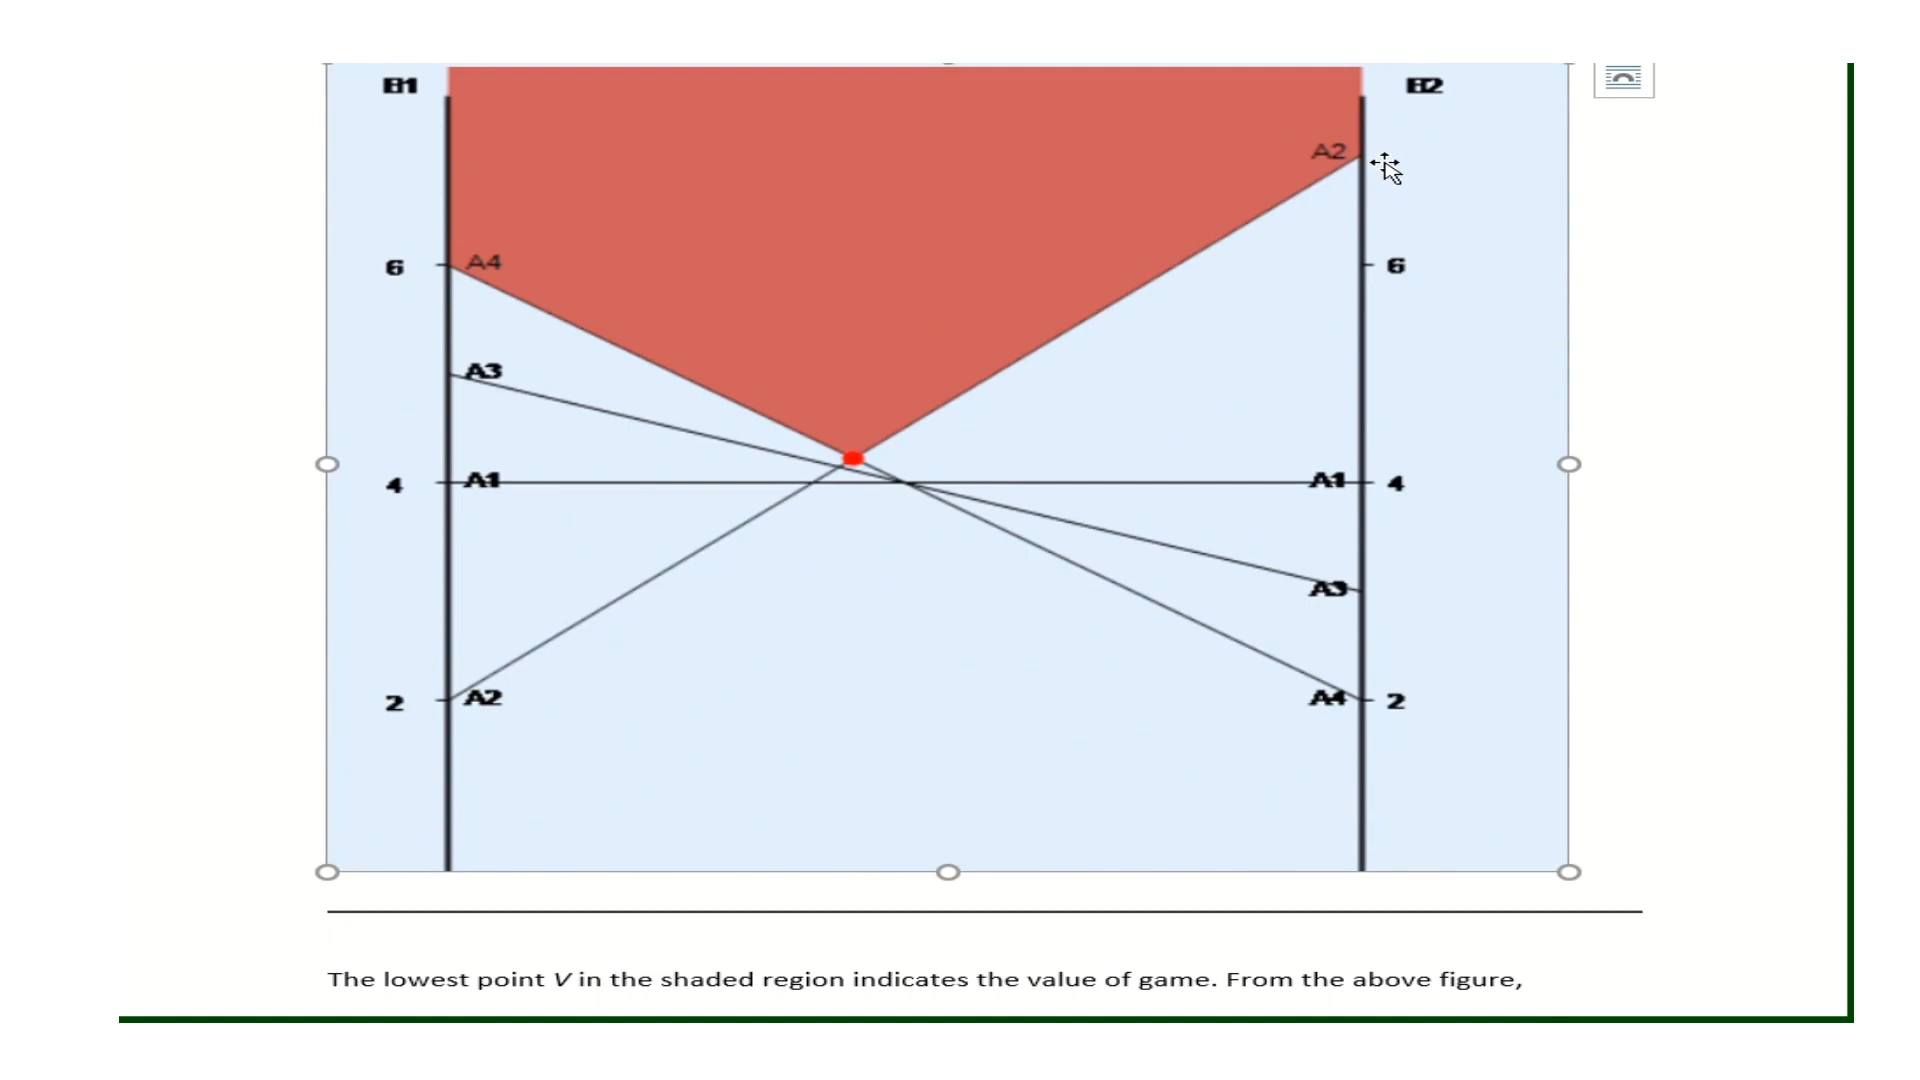 B1 B2
A2
6 A4 6
A3
4 A1 A1 4
A3
2 A2 A4 2
The lowest point V in the shaded region indicates the value of game. From the above figure,